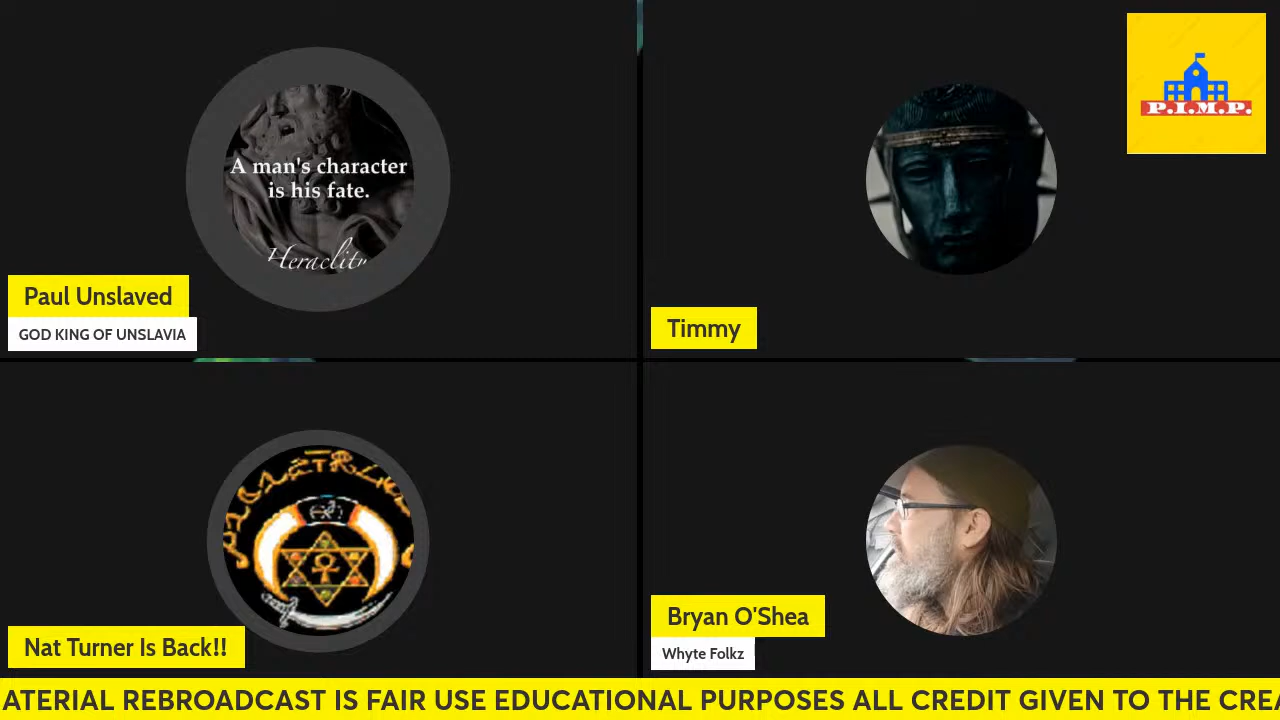 A man's character
is his fate.
Paul Unslaved
GOD KING OF UNSLAVIA
P.I.M.P.
Timmy
Nat Turner Is Back!!
Bryan O'Shea
Whyte Folkz
ATERIAL REBROADCAST IS FAIR USE EDUCATIONAL PURPOSES ALL CREDIT GIVEN TO THE CREA